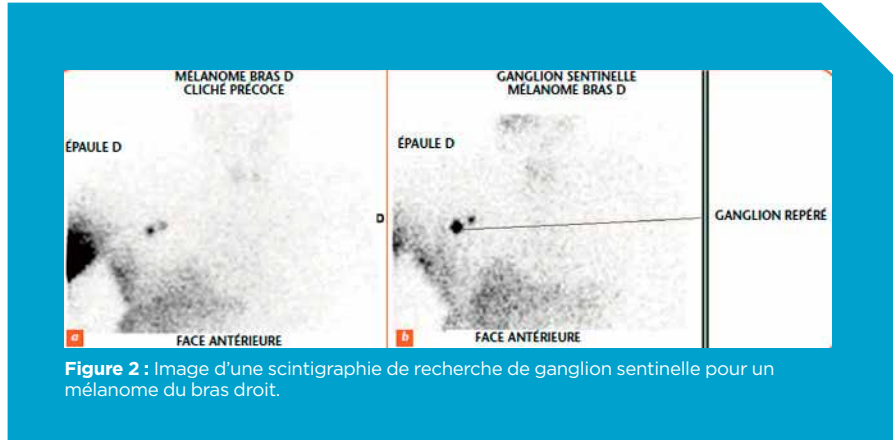 MÉLANOME BRAS D
CLICHÉ PRÉCOCE
ÉPAULE D
D
a
FACE ANTÉRIEURE
GANGLION SENTINELLE
MÉLANOME BRAS D
ÉPAULE D
GANGLION REPÉRÉ
b
FACE ANTÉRIEURE
Figure 2 : Image d'une scintigraphie de recherche de ganglion sentinelle pour un
mélanome du bras droit.